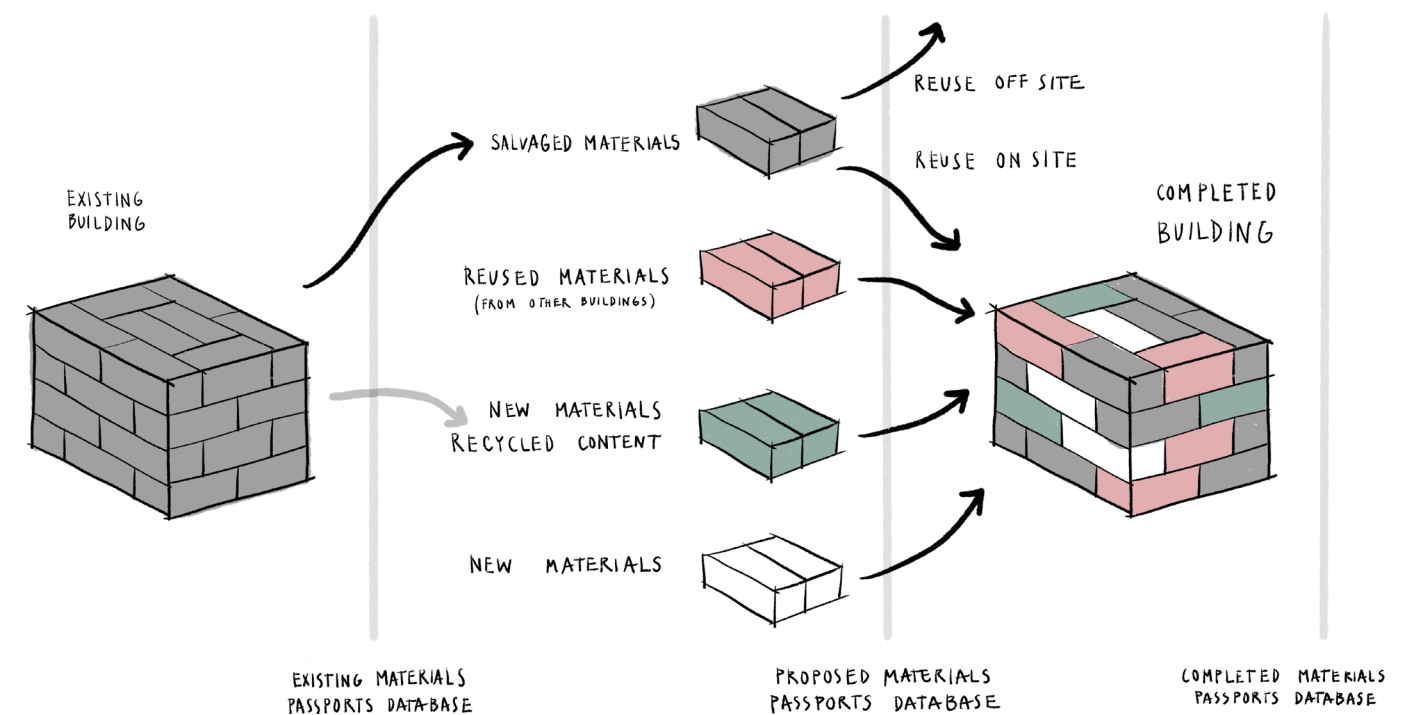 EXISTING
BUILDING
SALVAGED MATERIALS
REUSED MATERIALS
(FROM OTHER BUILDINGS)
NEW MATERIALS
RECYCLED CONTENT
NEW MATERIALS
REUSE OFF SITE
REUSE ON SITE
COMPLETED
BUILDING
EXISTING MATERIALS
PASSPORTS DATABASE
PROPOSED MATERIALS
PASSPORTS DATABASE
COMPLETED MATERIALS
PASSPORTS DATABASE